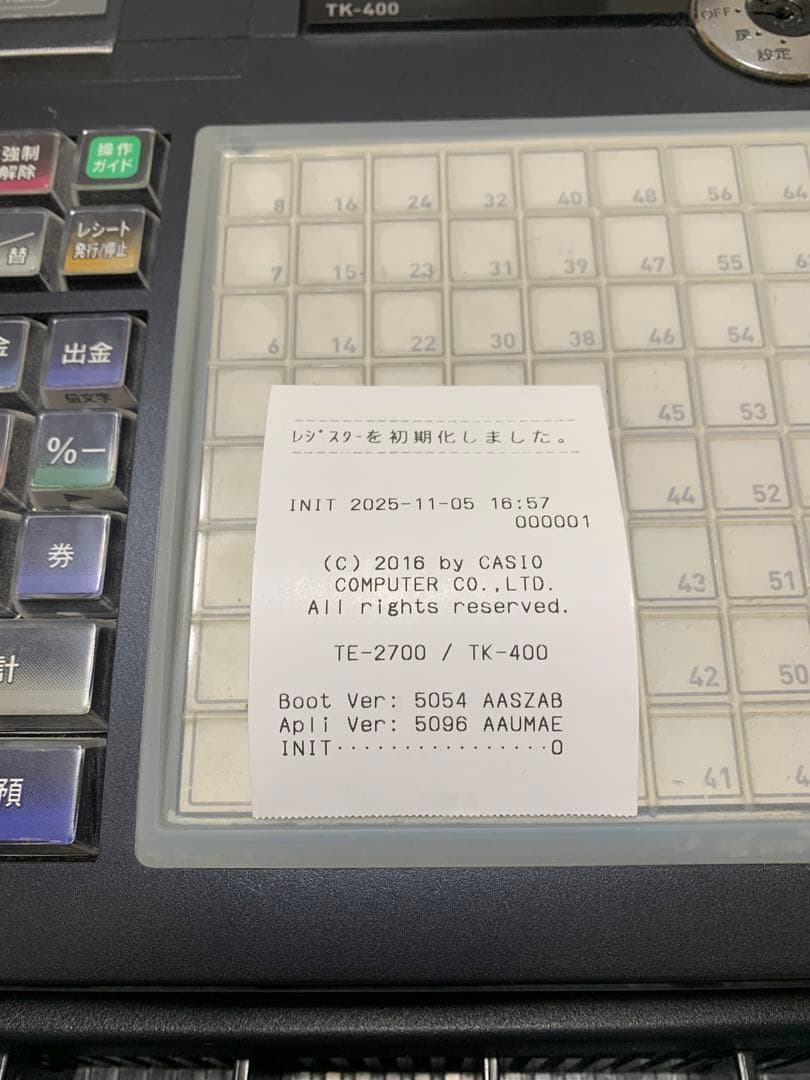 TK-400
OFF
戻
設定
強制
解除
操作
ガイド
替
レシート
発行/停止
出金
%-
券
計
預
8 16 24 32 40 48 56 64
7 15 23 31 39 47 55
6 14 22 30 38 46 54
45 53
44 52
43 51
42 50
41
ﾚｼﾞｽﾀｰを初期化しました。
INIT 2025-11-05 16:57
000001
(C) 2016 by CASIO
COMPUTER CO.,LTD.
All rights reserved.
TE-2700 / TK-400
Boot Ver: 5054 AASZAB
Apli Ver: 5096 AAUMAE
INIT·················0